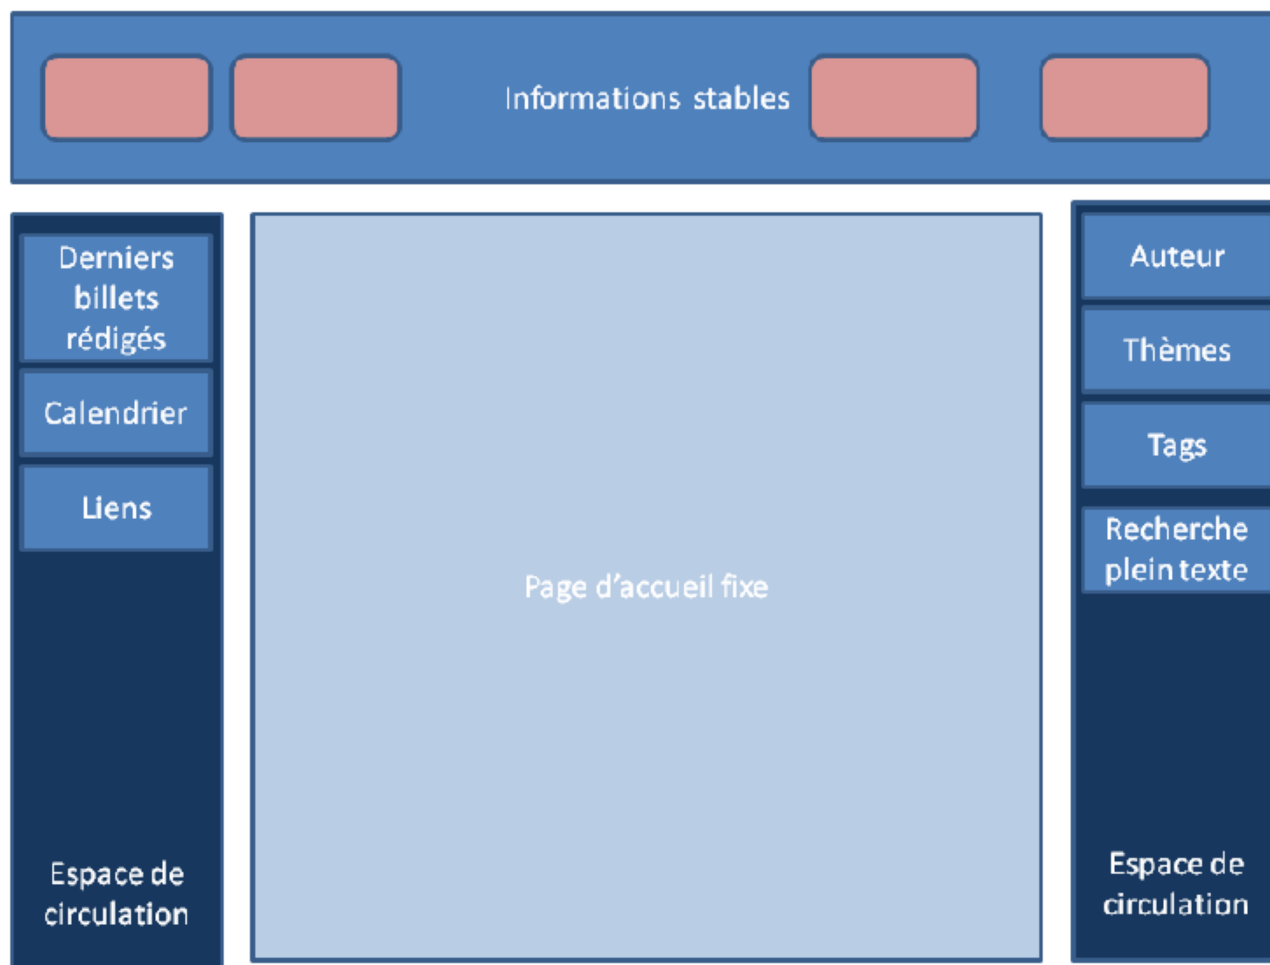 Informations stables
Derniers
billets
rédigés
Calendrier
Liens
Espace de
circulation
Page d'accueil fixe
Auteur
Thèmes
Tags
Recherche
plein texte
Espace de
circulation